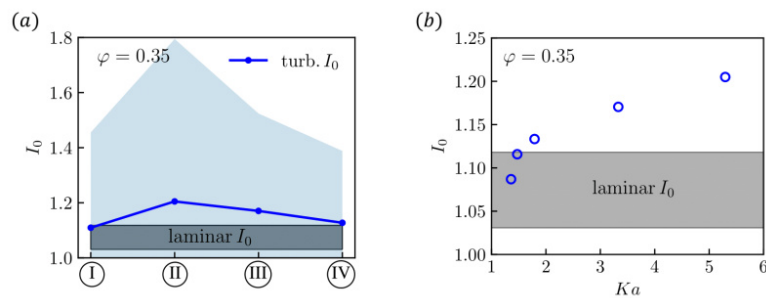 (a)
1.8
φ = 0.35
turb. I₀
1.6
I₀
1.4
1.2
laminar I₀
1.0
I II III IV
(b)
1.25
φ = 0.35
1.20
1.15
I₀
1.10
laminar I₀
1.05
1.00
1 2 3 4 5 6
Ka